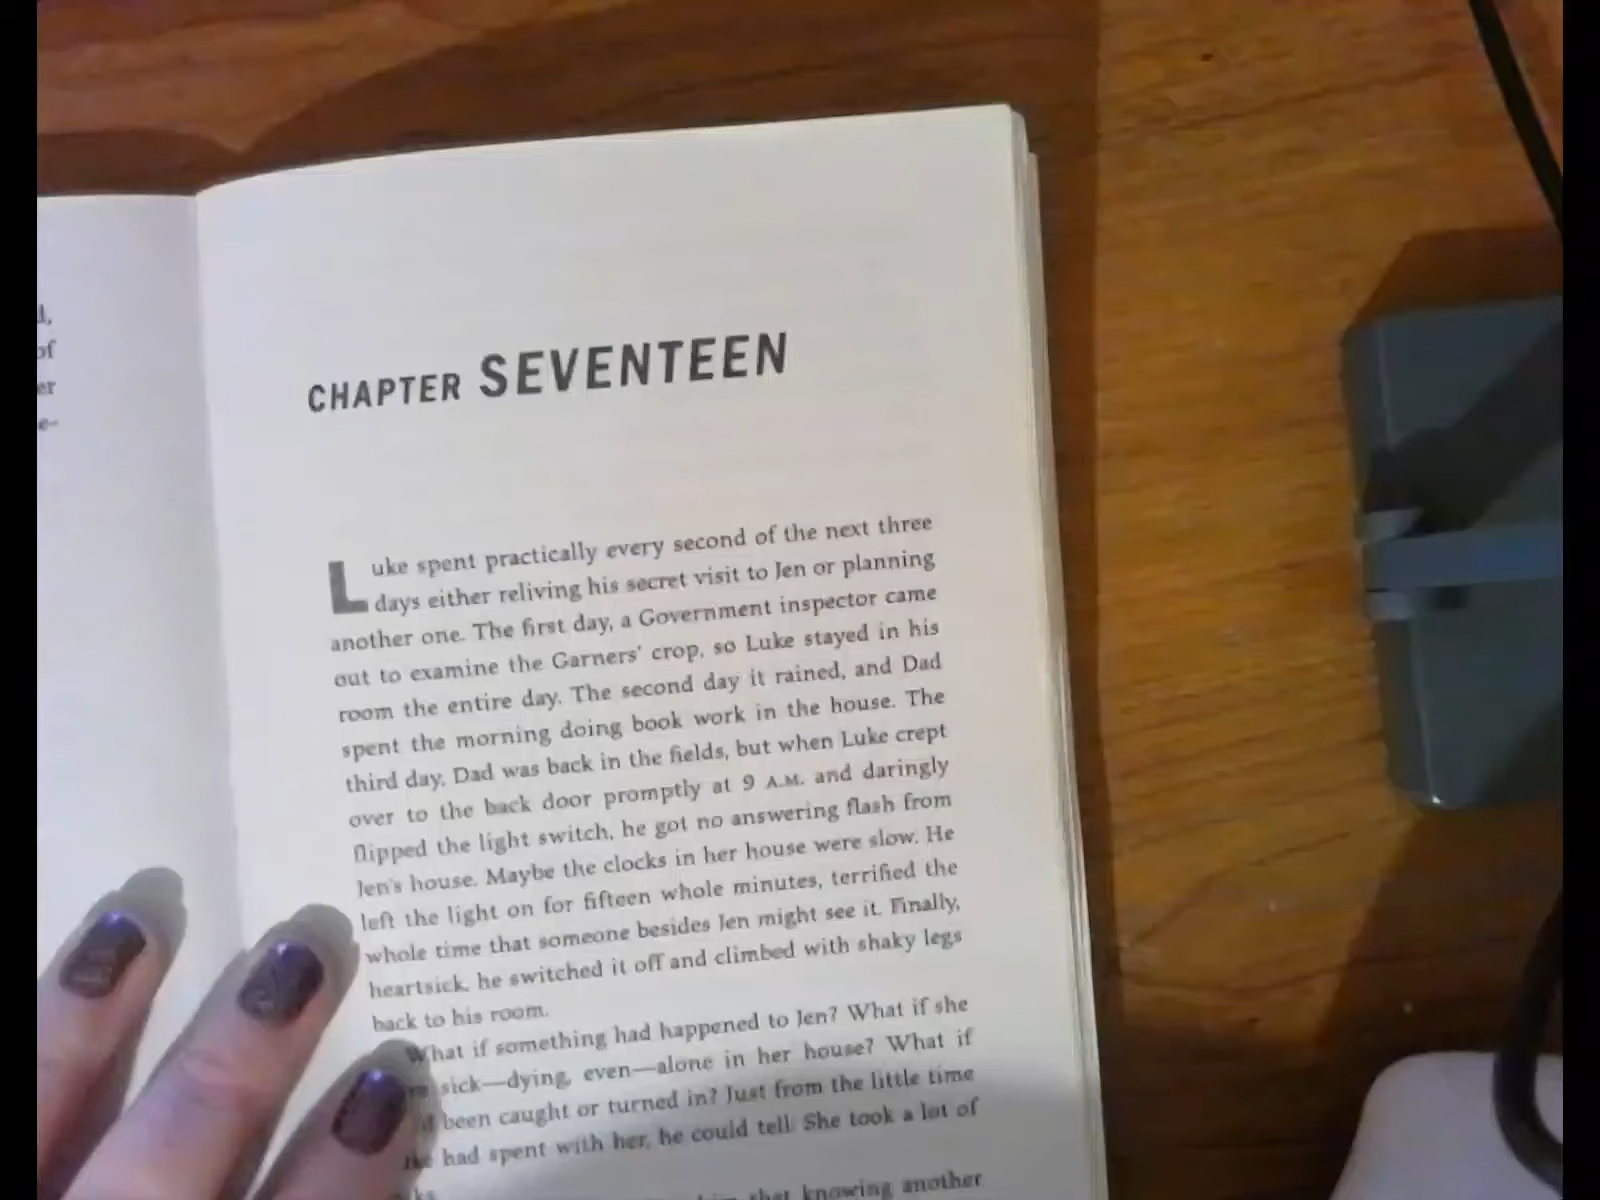 d,
of
er
e-
CHAPTER SEVENTEEN
Luke spent practically every second of the next three
days either reliving his secret visit to Jen or planning
another one. The first day, a Government inspector came
out to examine the Garners' crop, so Luke stayed in his
room the entire day. The second day it rained, and Dad
spent the morning doing book work in the house. The
third day, Dad was back in the fields, but when Luke crept
over to the back door promptly at 9 A.M. and daringly
flipped the light switch, he got no answering flash from
Jen's house. Maybe the clocks in her house were slow. He
left the light on for fifteen whole minutes, terrified the
whole time that someone besides Jen might see it. Finally,
heartsick, he switched it off and climbed with shaky legs
back to his room.
What if something had happened to Jen? What if she
sick—dying, even—alone in her house? What if
been caught or turned in? Just from the little time
had spent with her, he could tell: She took a lot of
that knowing another